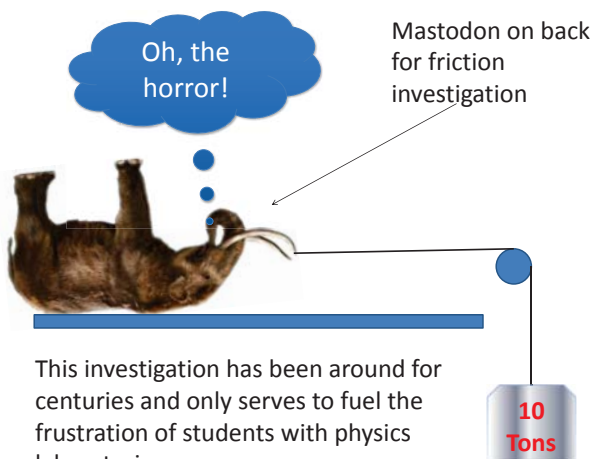 Oh, the
horror!
Mastodon on back
for friction
investigation
This investigation has been around for
centuries and only serves to fuel the
frustration of students with physics
10
Tons